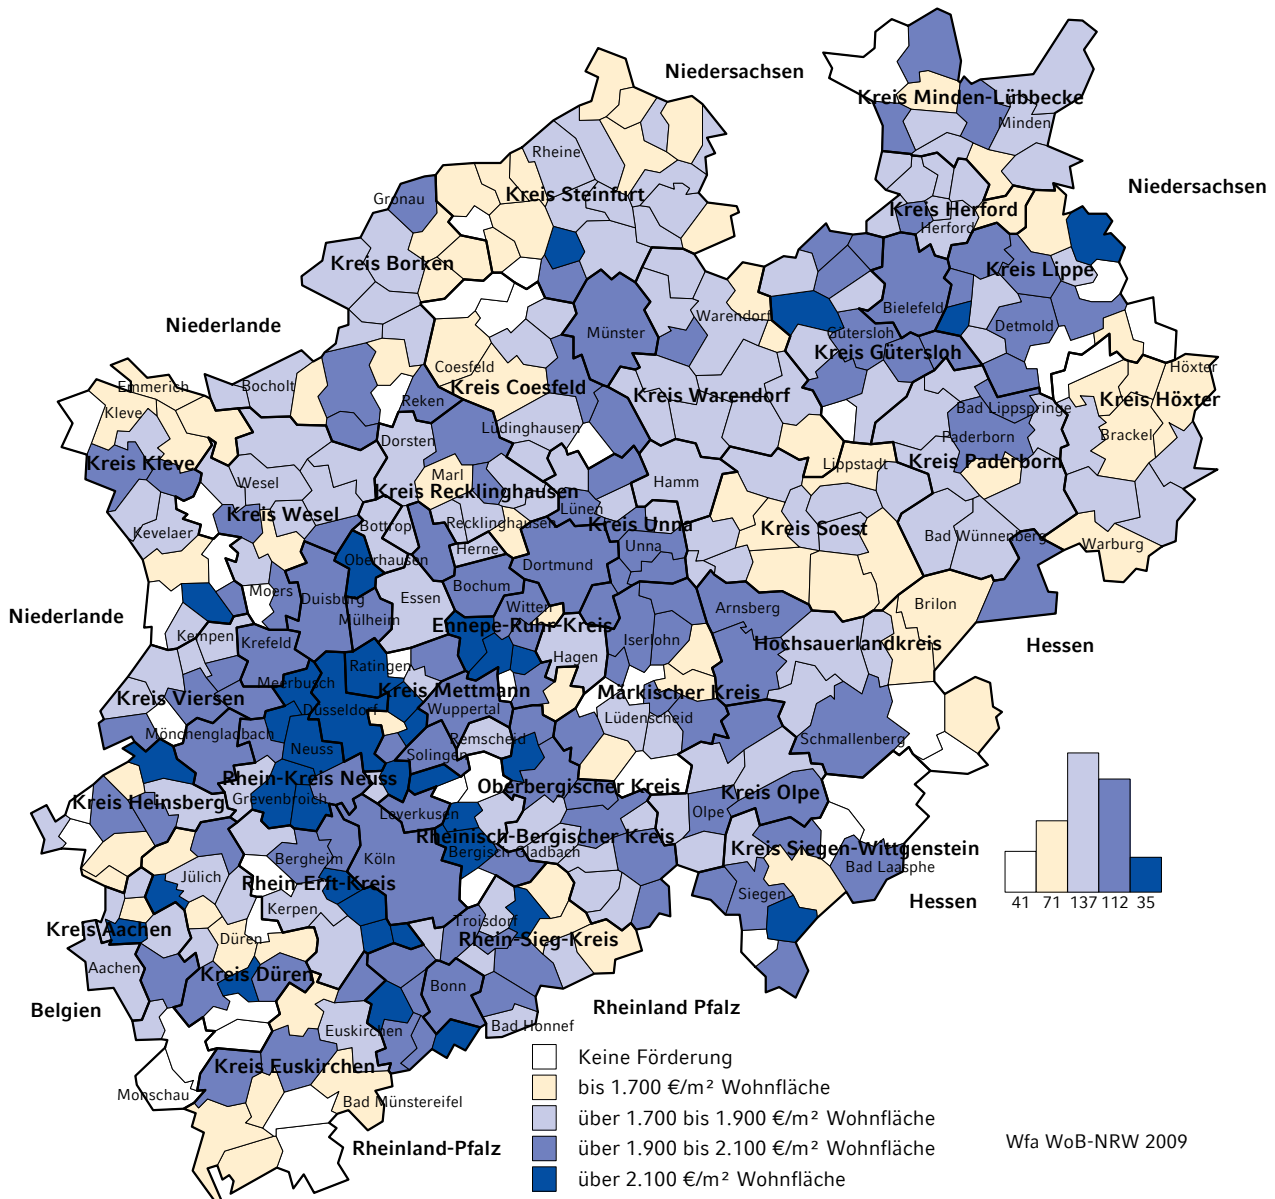 Niedersachsen
Kreis Minden-Lübbecke
Minden
Rheine
Niedersachsen
Kreis Steinfurt
Gronau
Kreis Herford
Herford
Kreis Borken
Kreis Lippe
Bielefeld
Warendorf
Niederlande
Münster
Gütersloh
Detmold
Kreis Gütersloh
Coesfeld
Höxter
Emmerich
Bocholt
Kreis Coesfeld
Kreis Warendorf
Kreis Höxter
Reken
Kleve
Bad Lippspringe
Lüdinghausen
Dorsten
Paderborn
Brackel
Kreis Kleve
Lippstadt
Kreis Paderborn
Marl
Wesel
Hamm
Kreis Recklinghausen
Lünen
Kreis Wesel
Bottrop
Recklinghausen
Kreis Unna
Kreis Soest
Kevelaer
Bad Wünnenberg
Unna
Warburg
Herne
Oberhausen
Dortmund
Bochum
Moers
Duisburg
Essen
Brilon
Witten
Arnsberg
Niederlande
Mülheim
Ennepe-Ruhr-Kreis
Kempen
Krefeld
Iserlohn
Hochsauerlandkreis
Hessen
Hagen
Ratingen
Meerbusch
Kreis Mettmann
Märkischer Kreis
Kreis Viersen
Düsseldorf
Wuppertal
Lüdenscheid
Mönchengladbach
Remscheid
Schmallenberg
Neuss
Solingen
Rhein-Kreis Neuss
Oberbergischer Kreis
Kreis Olpe
Kreis Heinsberg
Grevenbroich
Leverkusen
Olpe
Rheinisch-Bergischer Kreis
Kreis Siegen-Wittgenstein
Bergisch Gladbach
Bergheim
Köln
Bad Laasphe
Jülich
Rhein-Erft-Kreis
Siegen
Hessen
41 71 137 112 35
Kerpen
Troisdorf
Kreis Aachen
Düren
Rhein-Sieg-Kreis
Aachen
Kreis Düren
Bonn
Belgien
Rheinland Pfalz
Euskirchen
Bad Honnef
Keine Förderung
Kreis Euskirchen
bis 1.700 €/m² Wohnfläche
Monschau
Bad Münstereifel
über 1.700 bis 1.900 €/m² Wohnfläche
Rheinland-Pfalz
über 1.900 bis 2.100 €/m² Wohnfläche
Wfa WoB-NRW 2009
über 2.100 €/m² Wohnfläche